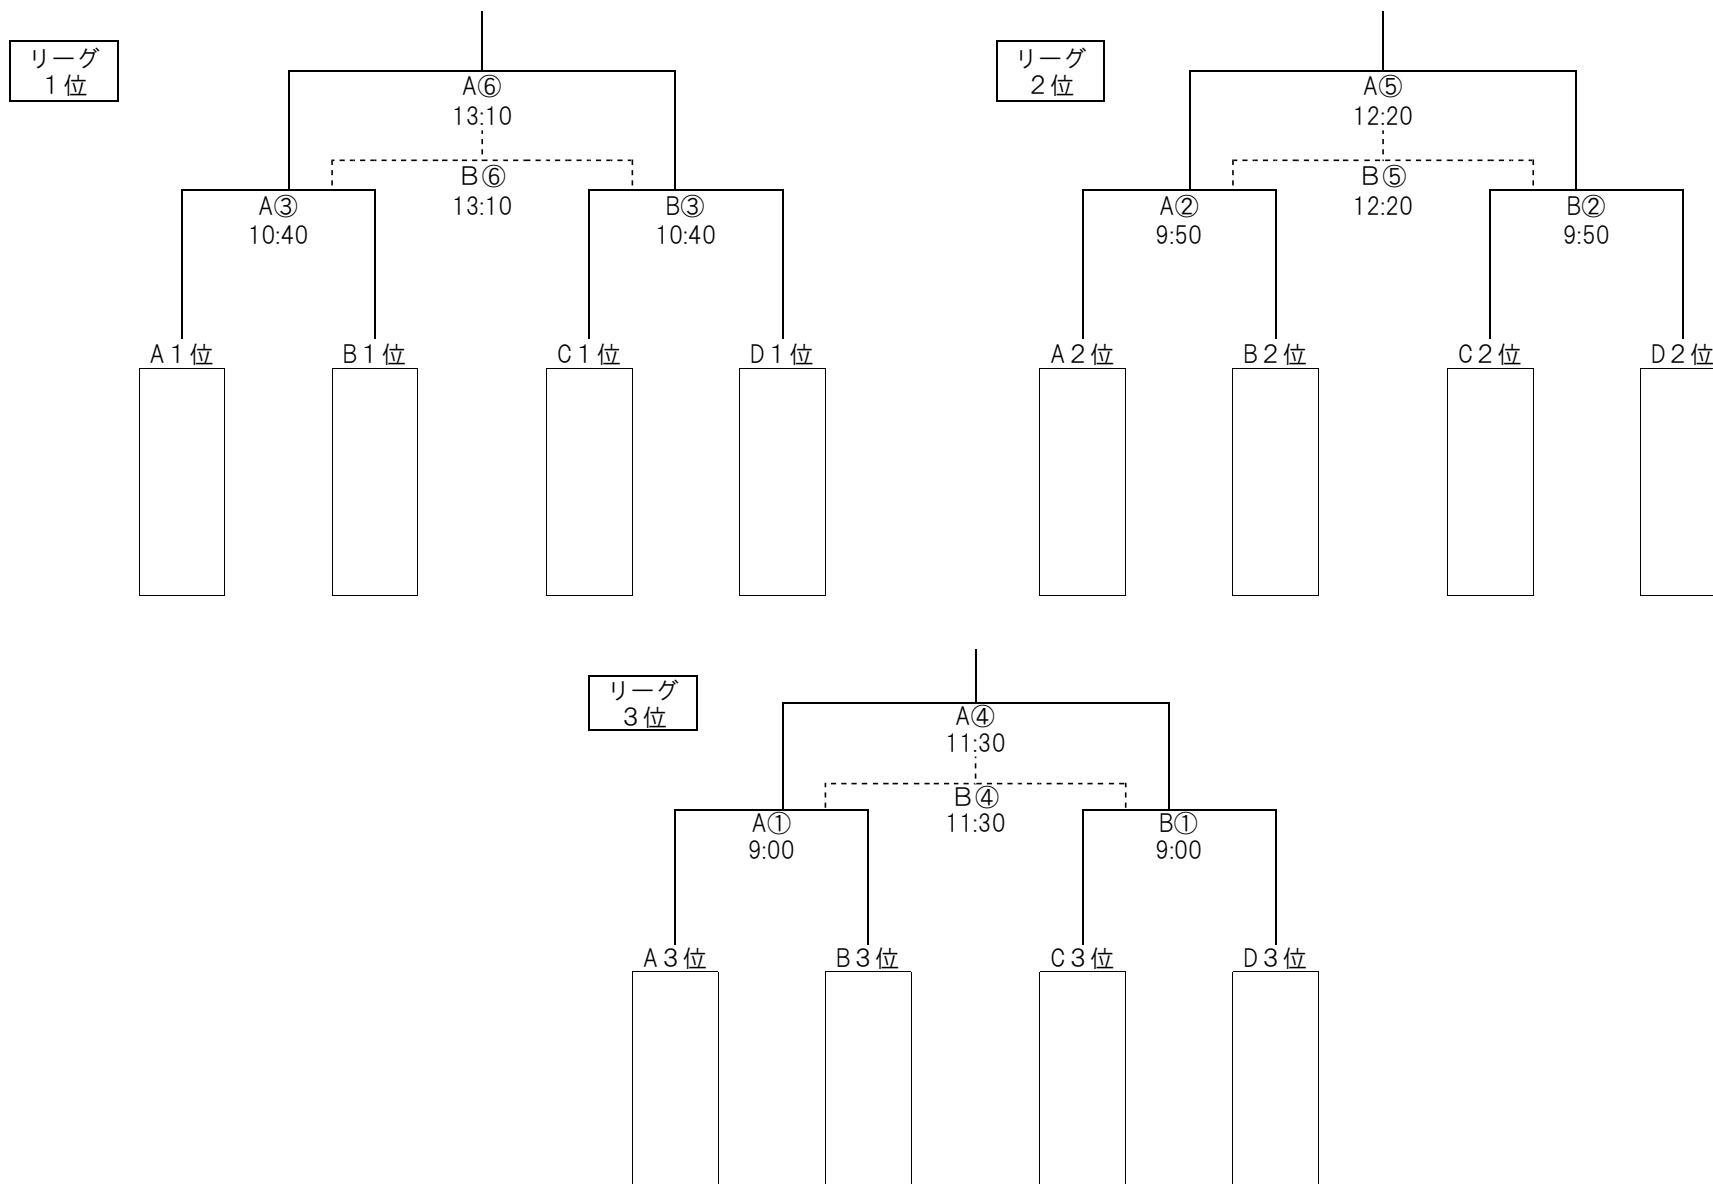 リーグ
１位
A⑥
13:10
B⑥
13:10
A③
10:40
B③
10:40
A１位
B１位
C１位
D１位
リーグ
２位
A⑤
12:20
B⑤
12:20
A②
9:50
B②
9:50
A２位
B２位
C２位
D２位
リーグ
３位
A④
11:30
B④
11:30
A①
9:00
B①
9:00
A３位
B３位
C３位
D３位